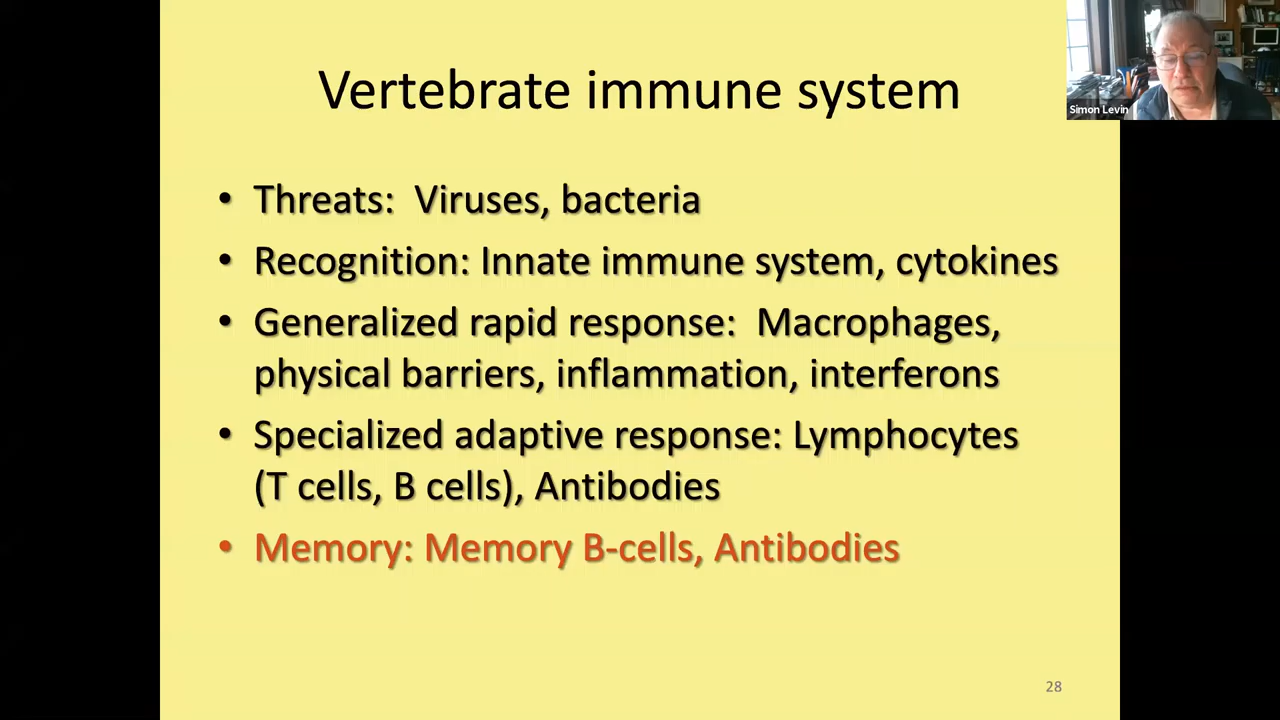 Vertebrate immune system
Simon Levin
• Threats:  Viruses, bacteria
• Recognition: Innate immune system, cytokines
• Generalized rapid response:  Macrophages,
physical barriers, inflammation, interferons
• Specialized adaptive response: Lymphocytes
(T cells, B cells), Antibodies
• Memory: Memory B-cells, Antibodies
28